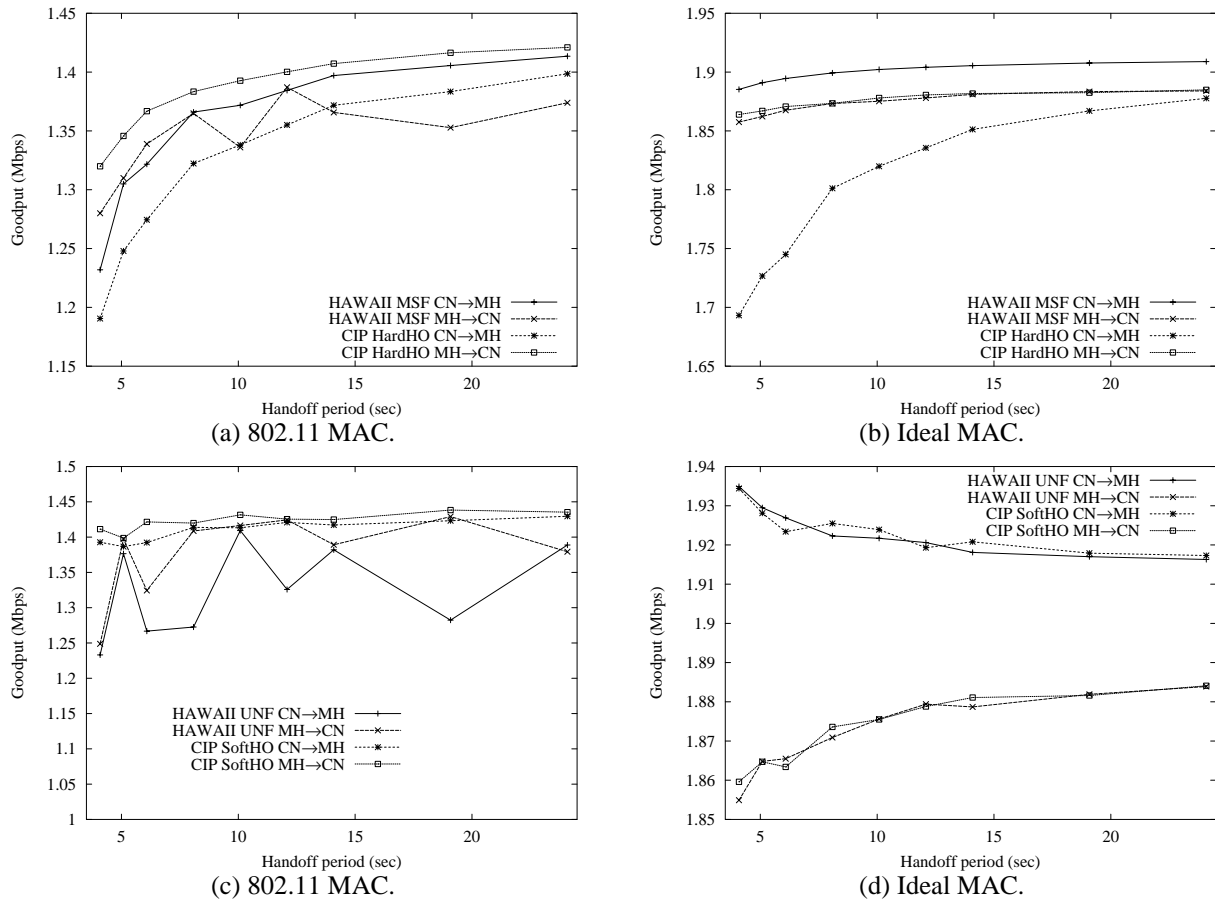 1.45
1.4
1.35
1.3
1.25
1.2
1.15
Goodput (Mbps)
HAWAII MSF CN→MH
HAWAII MSF MH→CN
CIP HardHO CN→MH
CIP HardHO MH→CN
5 10 15 20
Handoff period (sec)
(a) 802.11 MAC.
1.95
1.9
1.85
1.8
1.75
1.7
1.65
Goodput (Mbps)
HAWAII MSF CN→MH
HAWAII MSF MH→CN
CIP HardHO CN→MH
CIP HardHO MH→CN
5 10 15 20
Handoff period (sec)
(b) Ideal MAC.
1.5
1.45
1.4
1.35
1.3
1.25
1.2
1.15
1.1
1.05
1
Goodput (Mbps)
HAWAII UNF CN→MH
HAWAII UNF MH→CN
CIP SoftHO CN→MH
CIP SoftHO MH→CN
5 10 15 20
Handoff period (sec)
(c) 802.11 MAC.
1.94
1.93
1.92
1.91
1.9
1.89
1.88
1.87
1.86
1.85
Goodput (Mbps)
HAWAII UNF CN→MH
HAWAII UNF MH→CN
CIP SoftHO CN→MH
CIP SoftHO MH→CN
5 10 15 20
Handoff period (sec)
(d) Ideal MAC.